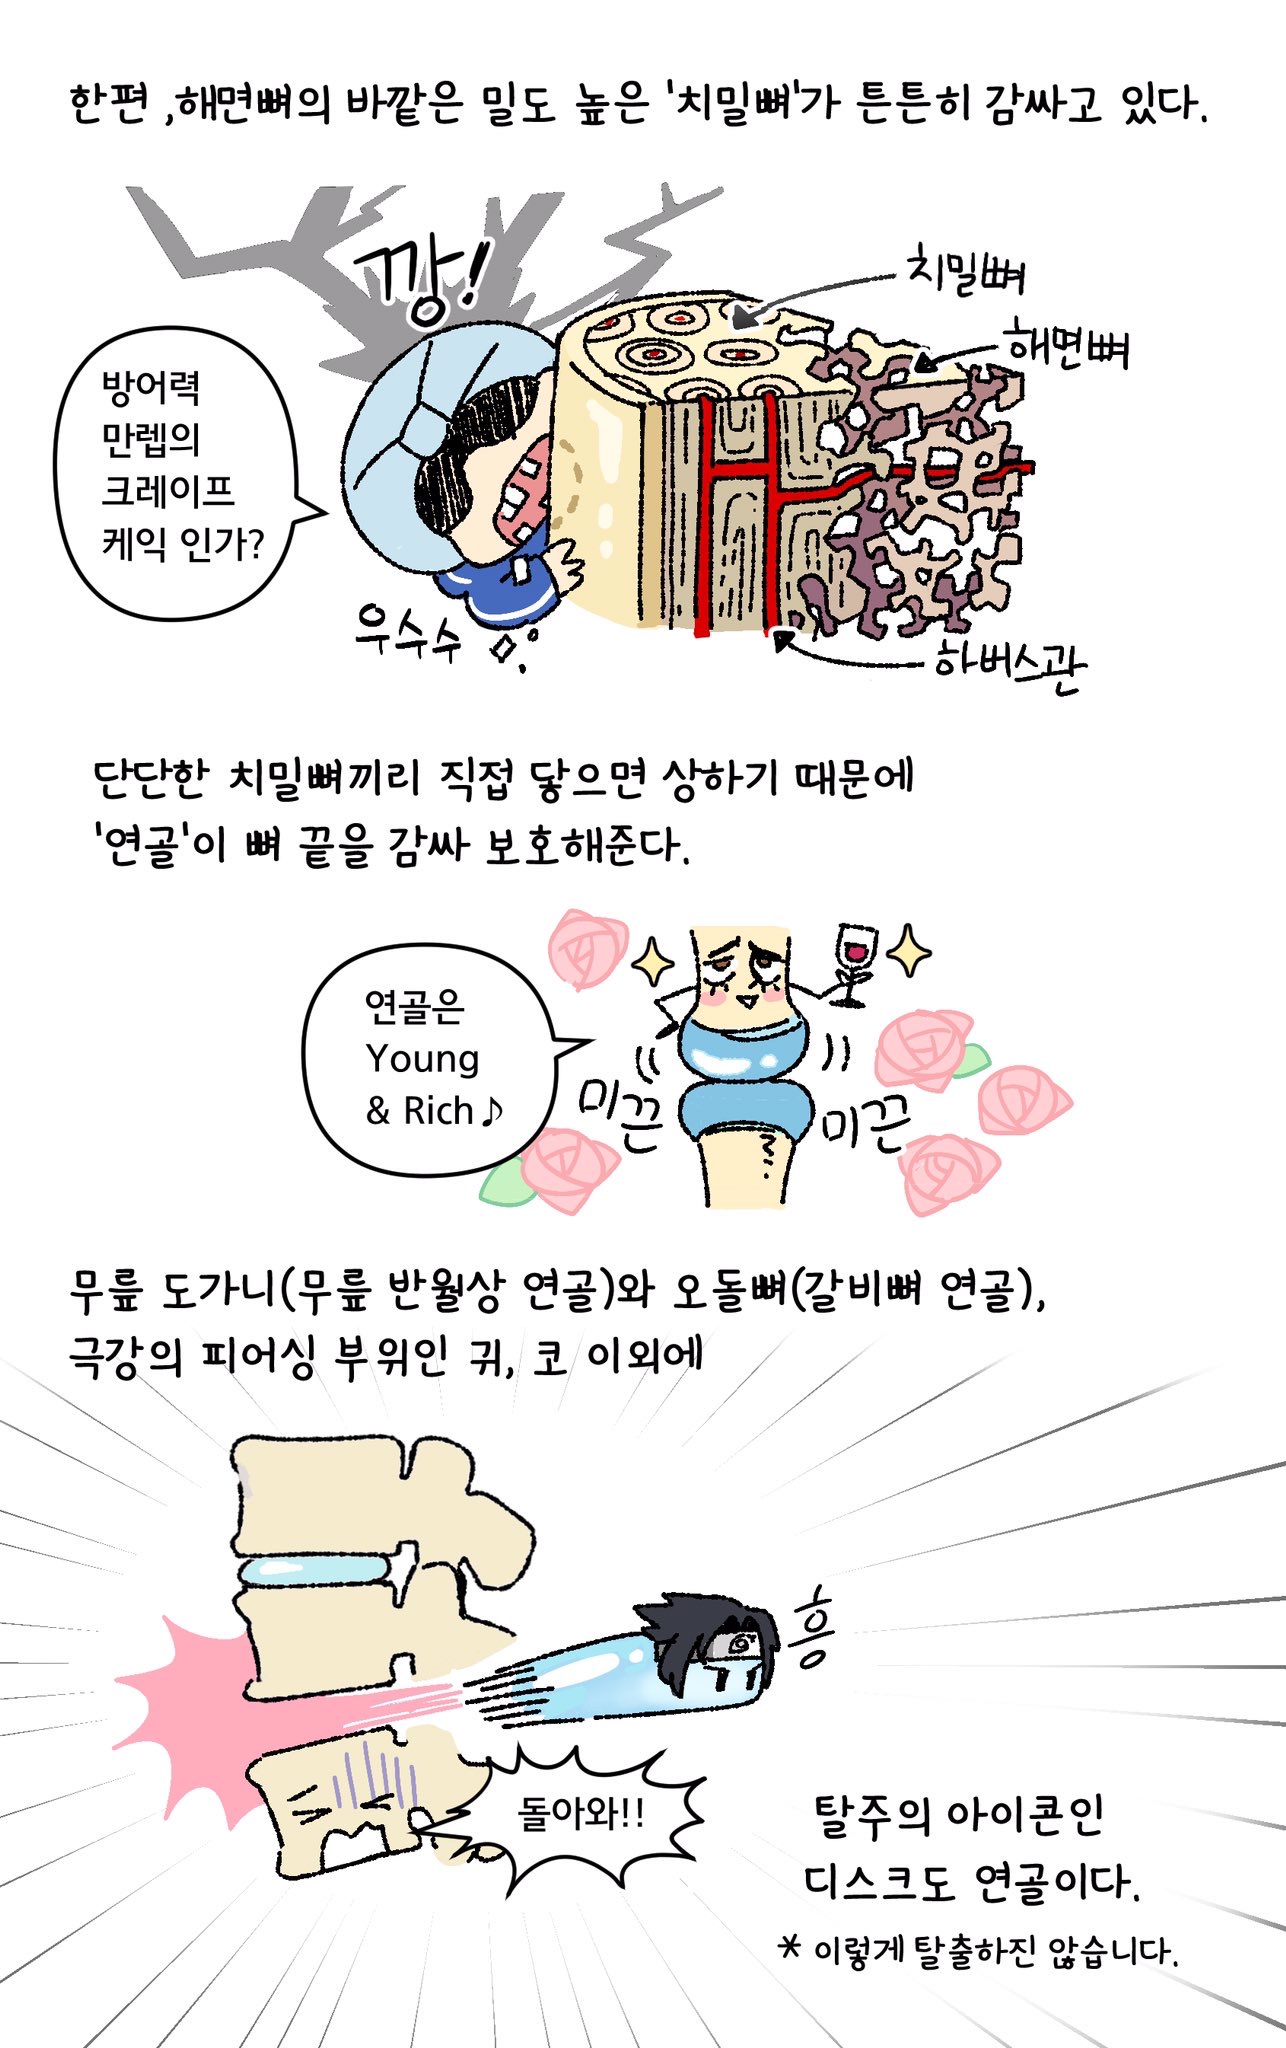 한편 ,해면뼈의 바깥은 밀도 높은 '치밀뼈'가 튼튼히 감싸고 있다.
깡!
치밀뼈
해면뼈
방어력
만렙의
크레이프
케익 인가?
우수수
하버스관
단단한 치밀뼈끼리 직접 닿으면 상하기 때문에
'연골'이 뼈 끝을 감싸 보호해준다.
연골은
Young
& Rich♪
미끈
미끈
무릎 도가니(무릎 반월상 연골)와 오돌뼈(갈비뼈 연골),
극강의 피어싱 부위인 귀, 코 이외에
흥
돌아와!!
탈주의 아이콘인
디스크도 연골이다.
* 이렇게 탈출하진 않습니다.